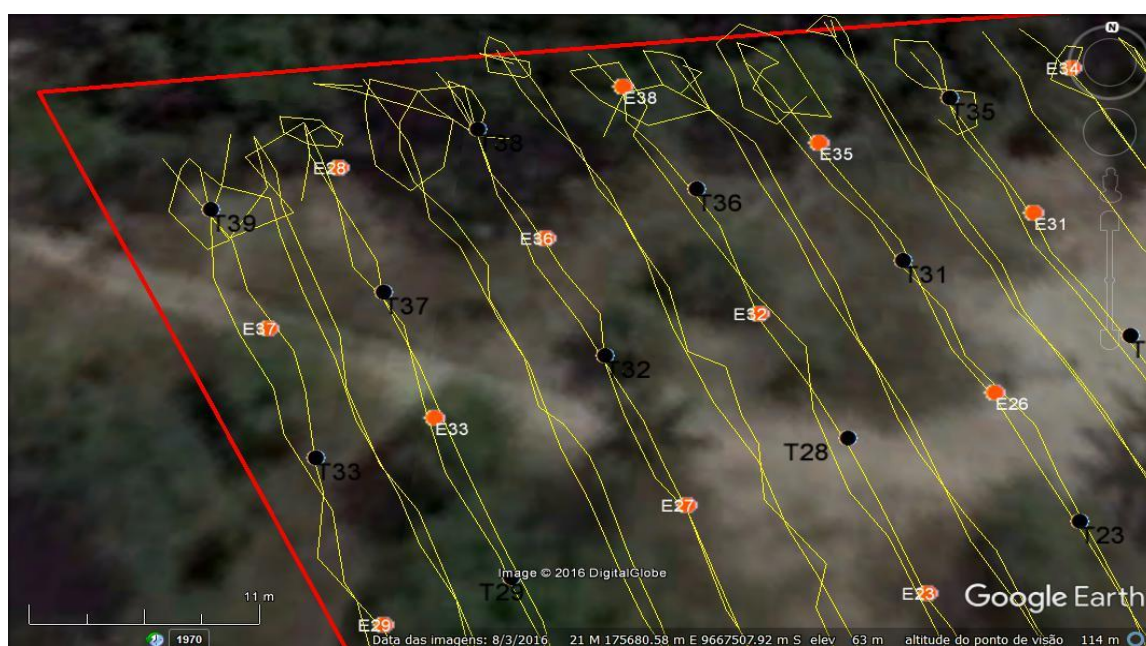 N
E34
E38
T35
T38
E35
E28
T36
T39
E31
E36
T31
T37
E37
E32
T
T32
E26
E33
T28
T33
E27
T23
Image © 2016 DigitalGlobe
T29
E23
Google Earth
11 m
E29
1970
Data das imagens: 8/3/2016 21 M 175680.58 m E 9667507.92 m S elev 63 m altitude do ponto de visão 114 m